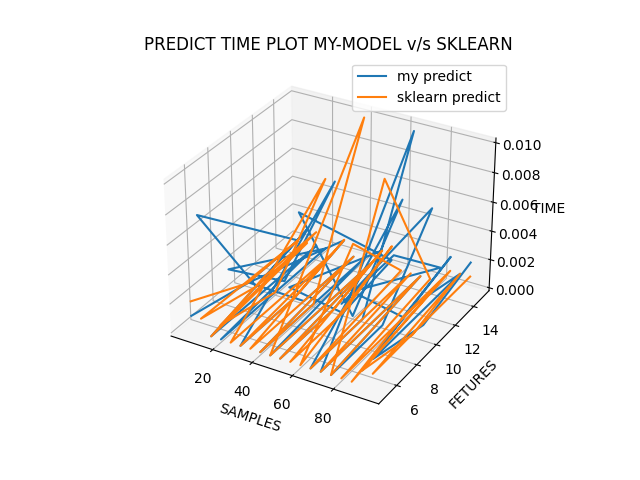 PREDICT TIME PLOT MY-MODEL v/s SKLEARN
my predict
sklearn predict
0.010
0.008
0.006
TIME
0.004
0.002
0.000
14
12
10
8
6
FETURES
20
40
60
80
SAMPLES